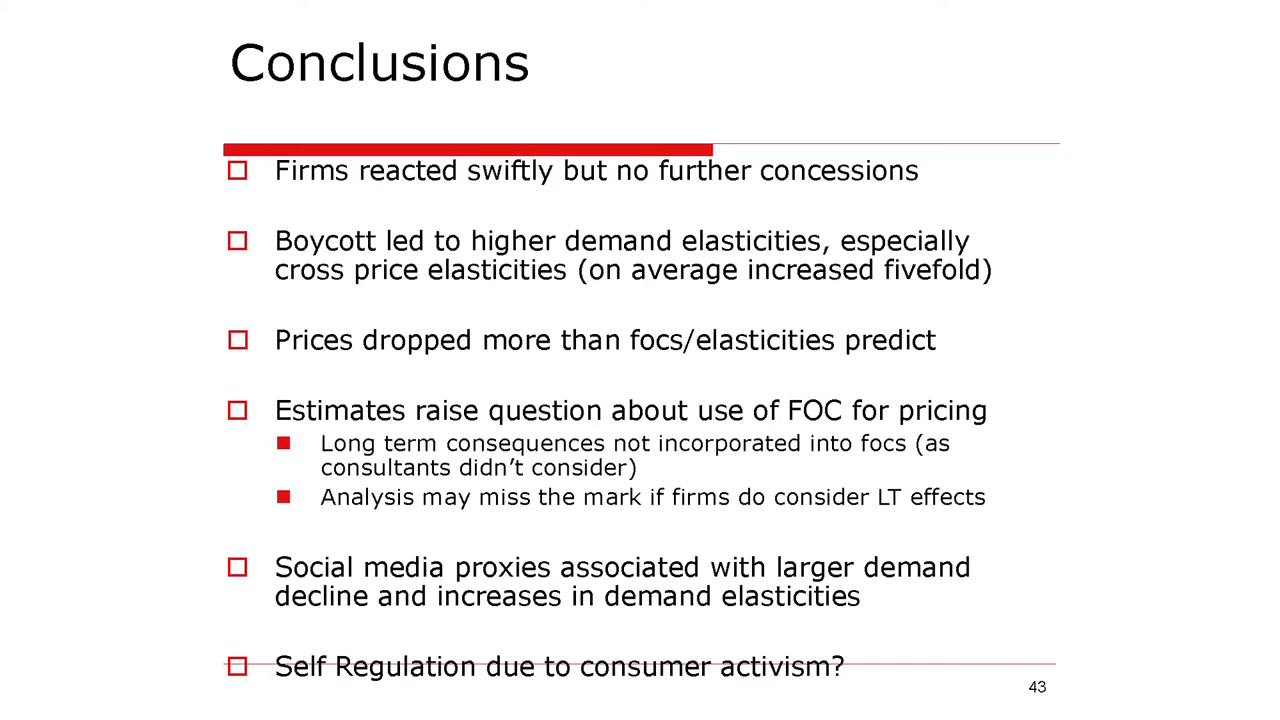 Conclusions
Firms reacted swiftly but no further concessions
Boycott led to higher demand elasticities, especially
cross price elasticities (on average increased fivefold)
Prices dropped more than focs/elasticities predict
Estimates raise question about use of FOC for pricing
Long term consequences not incorporated into focs (as
consultants didn’t consider)
Analysis may miss the mark if firms do consider LT effects
Social media proxies associated with larger demand
decline and increases in demand elasticities
Self Regulation due to consumer activism?
43